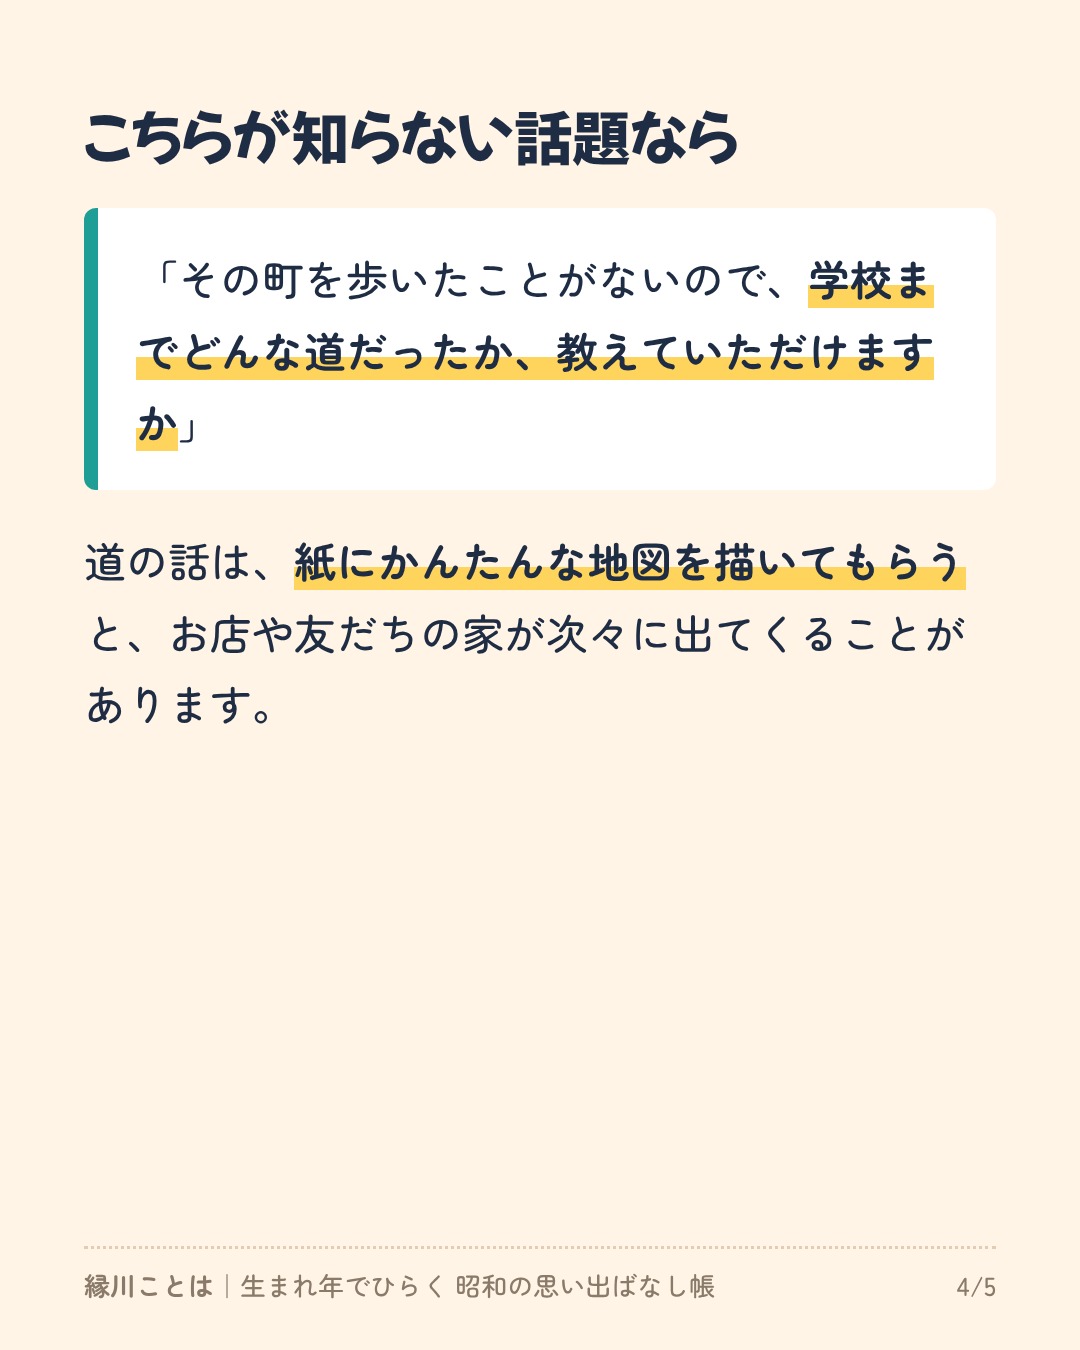 こちらが知らない話題なら
「その町を歩いたことがないので、学校ま
でどんな道だったか、教えていただけます
か」
道の話は、紙にかんたんな地図を描いてもらう
と、お店や友だちの家が次々に出てくることが
あります。
縁川ことは｜生まれ年でひらく 昭和の思い出ばなし帳
4/5